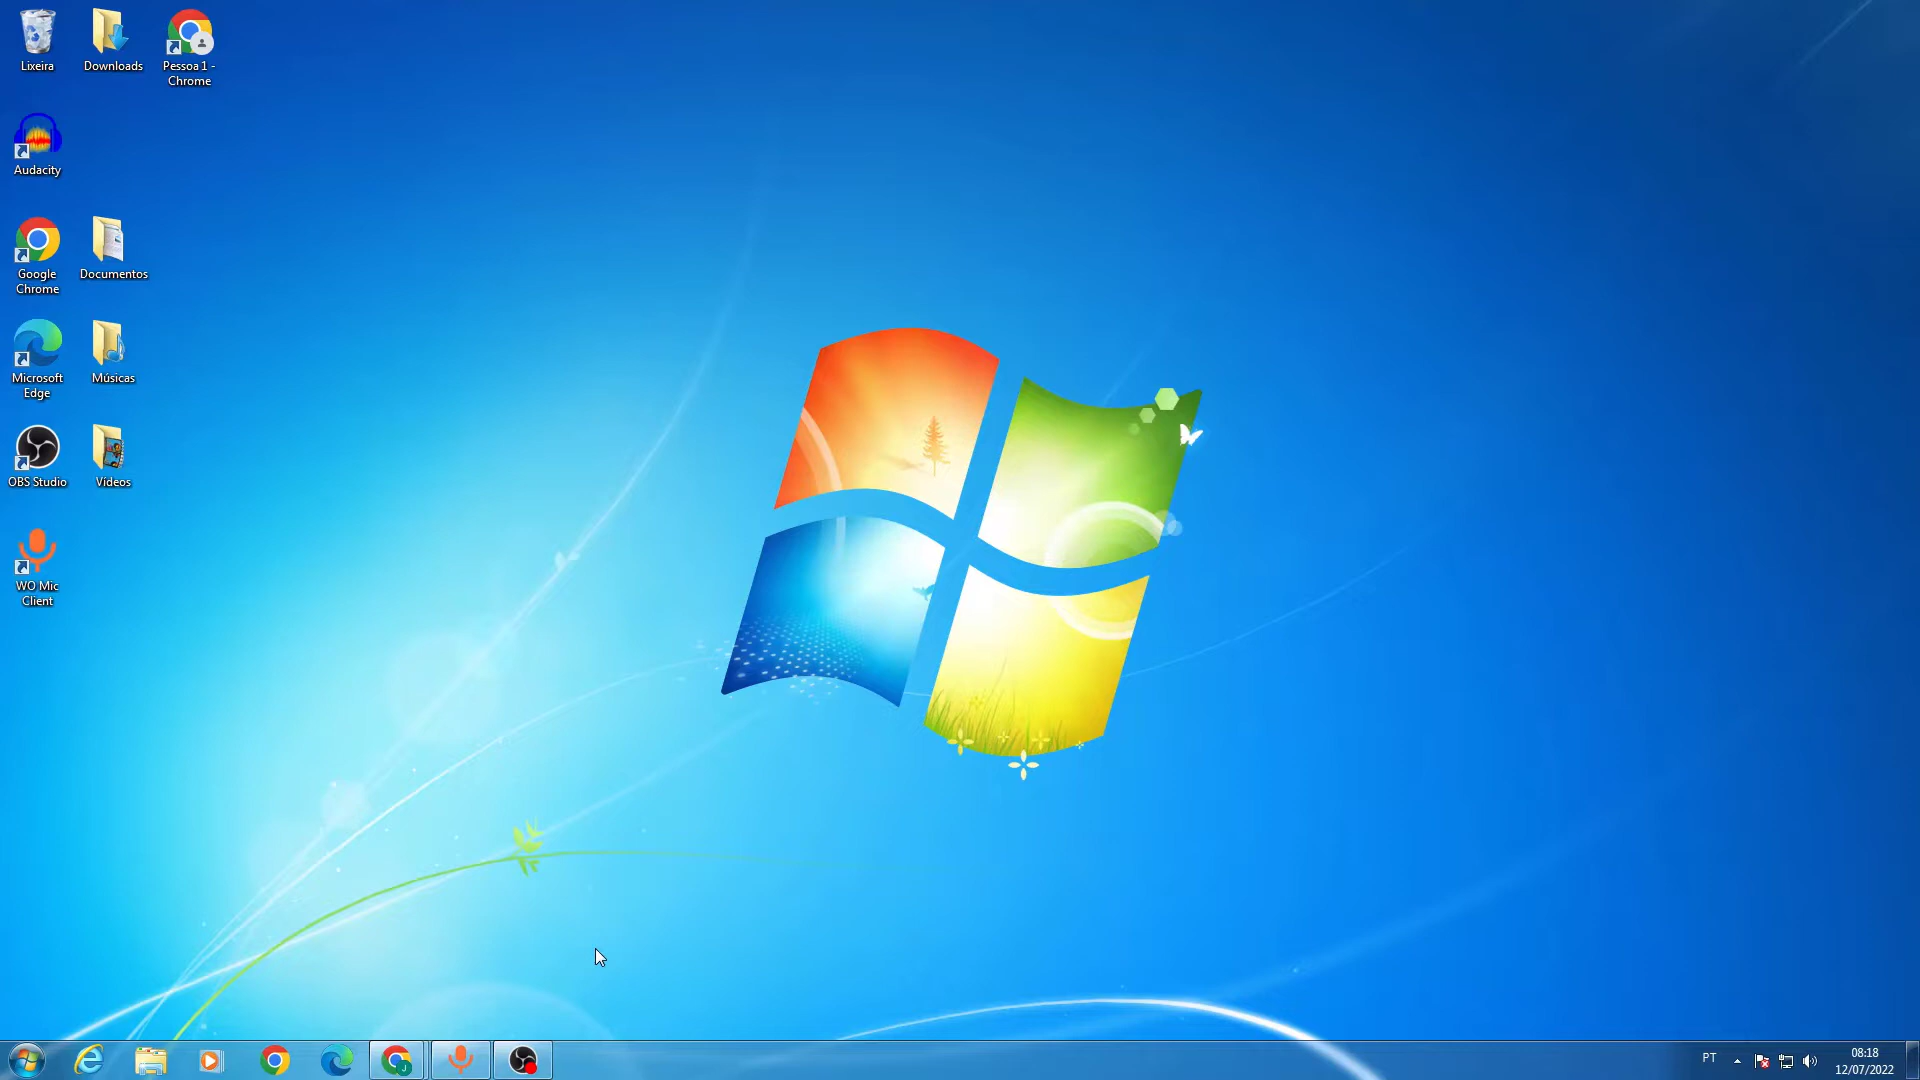 Lixeira
Downloads
Pessoa 1 -
Chrome
Audacity
Google
Chrome
Documentos
Microsoft
Edge
Músicas
OBS Studio
Vídeos
WO Mic
Client
PT
08:18
12/07/2022